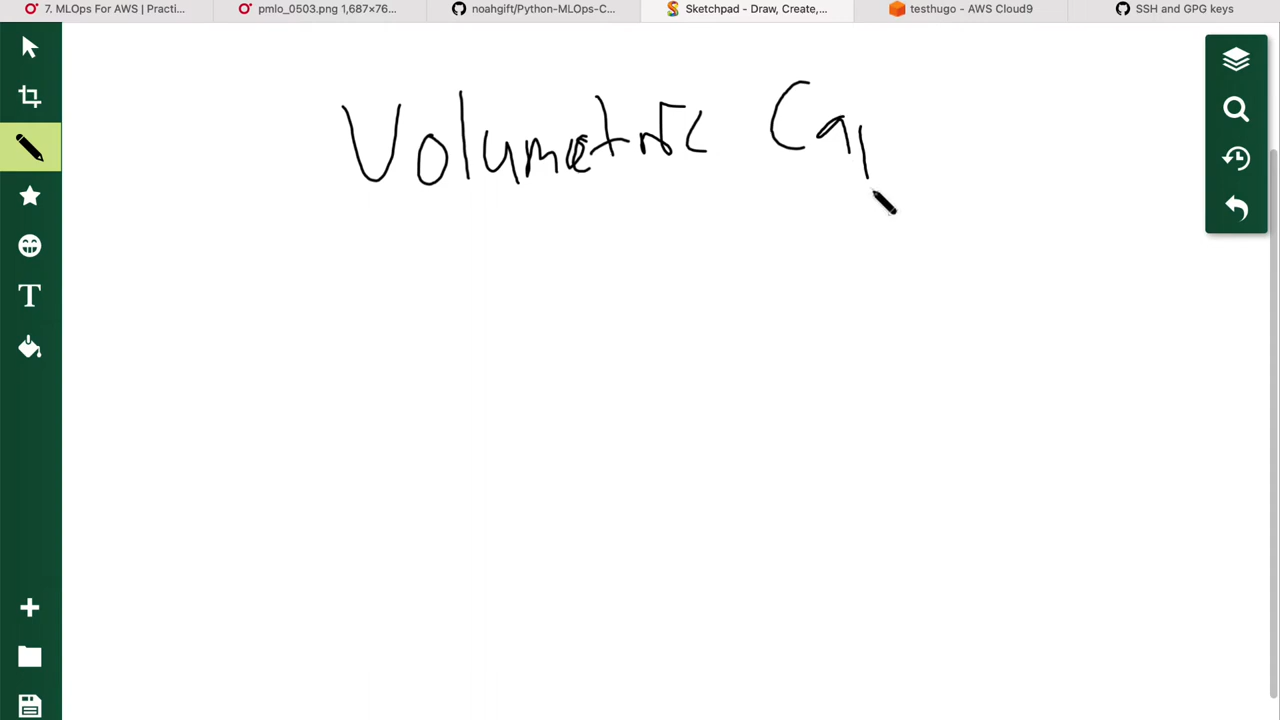 7. MLOps For AWS | Practi...
pmlo_0503.png 1,687×76...
noahgift/Python-MLOps-C...
Sketchpad - Draw, Create,...
testhugo - AWS Cloud9
SSH and GPG keys
Volumetric Ca
T